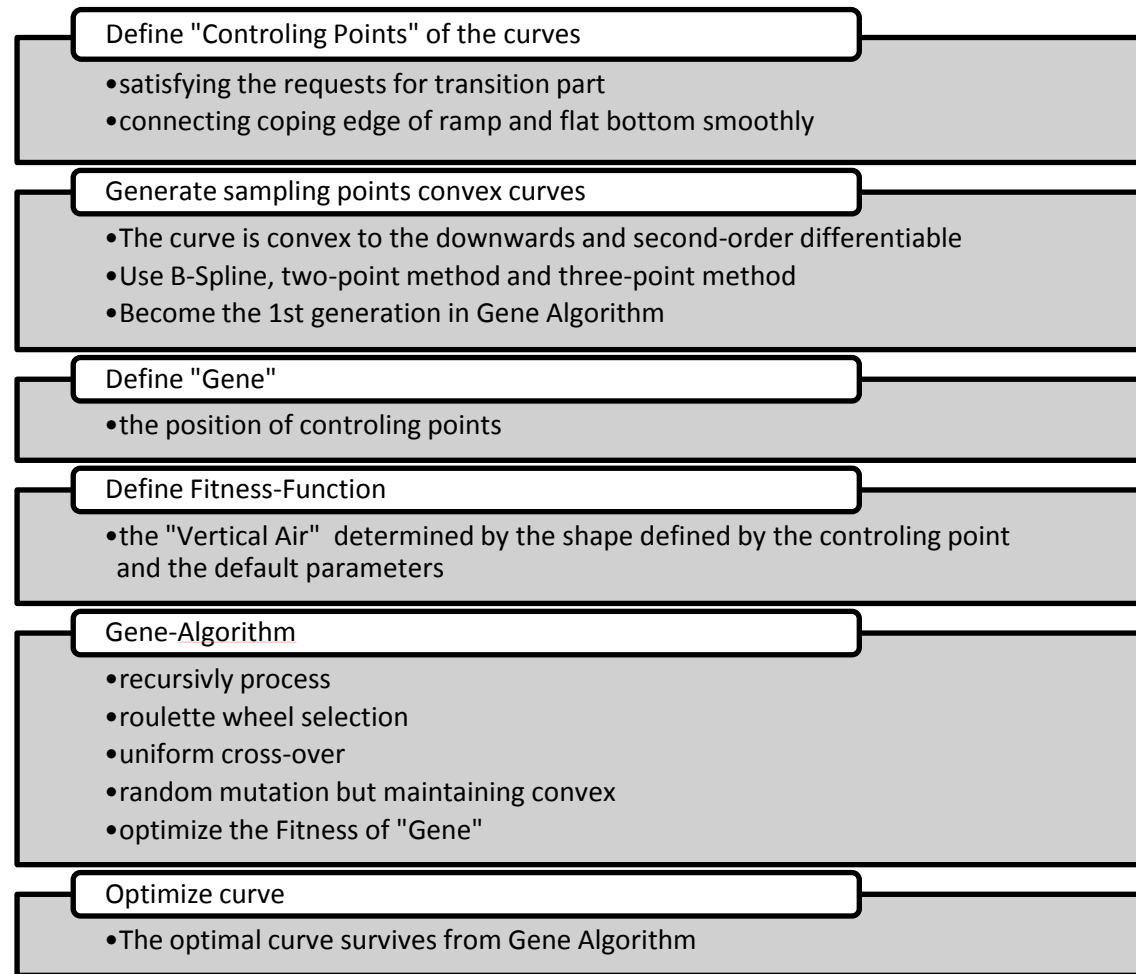 Define "Controling Points" of the curves
•satisfying the requests for transition part
•connecting coping edge of ramp and flat bottom smoothly
Generate sampling points convex curves
•The curve is convex to the downwards and second-order differentiable
•Use B-Spline, two-point method and three-point method
•Become the 1st generation in Gene Algorithm
Define "Gene"
•the position of controling points
Define Fitness-Function
•the "Vertical Air" determined by the shape defined by the controling point
and the default parameters
Gene-Algorithm
•recursivly process
•roulette wheel selection
•uniform cross-over
•random mutation but maintaining convex
•optimize the Fitness of "Gene"
Optimize curve
•The optimal curve survives from Gene Algorithm